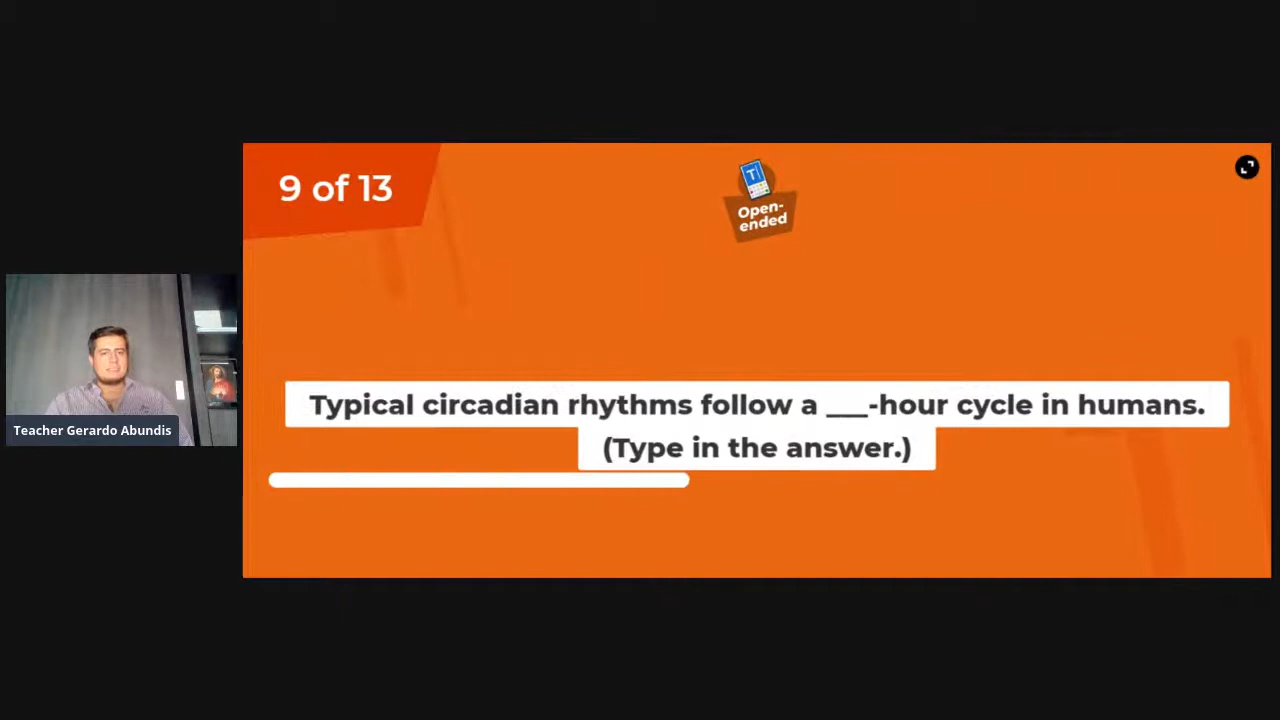 9 of 13
T
Open-
ended
Typical circadian rhythms follow a ___-hour cycle in humans.
(Type in the answer.)
Teacher Gerardo Abundis